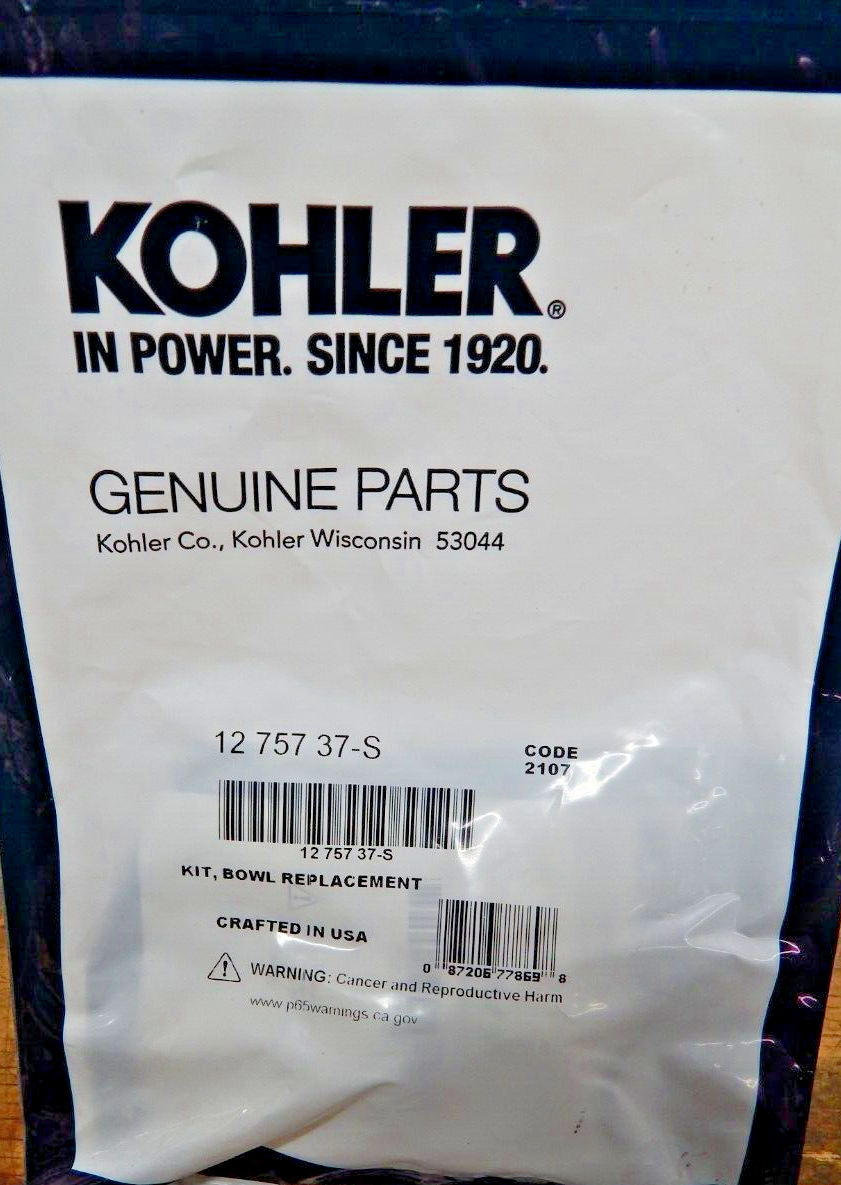 KOHLER®
IN POWER. SINCE 1920.
GENUINE PARTS
Kohler Co., Kohler Wisconsin 53044
12 757 37-S
CODE
2107
12 757 37-S
KIT, BOWL REPLACEMENT
CRAFTED IN USA
0 87206 77869 8
WARNING: Cancer and Reproductive Harm
www.p65warnings.ca.gov